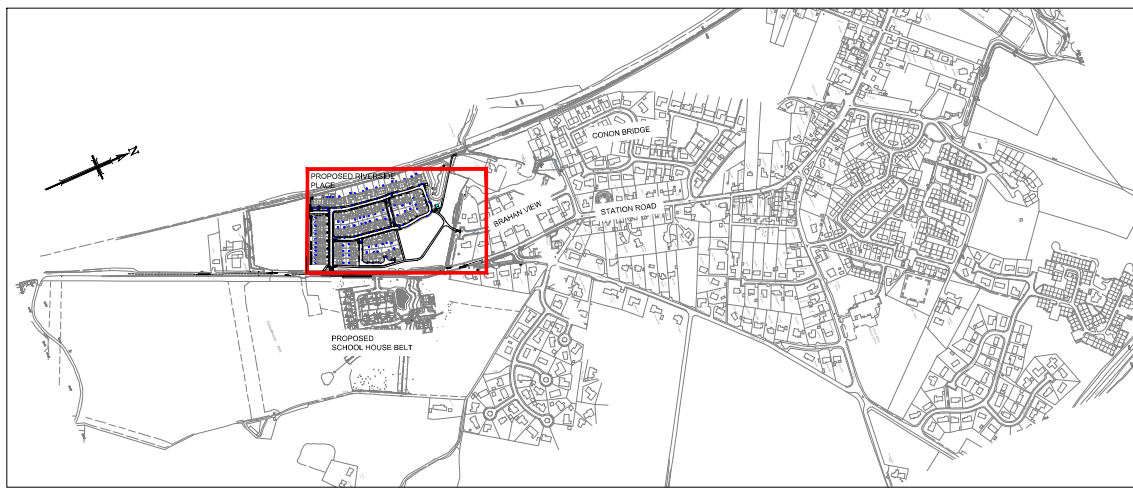 CONON BRIDGE
N
PROPOSED RIVERSIDE
PLACE
STATION ROAD
BRAHAN VIEW
PROPOSED
SCHOOL HOUSE BELT